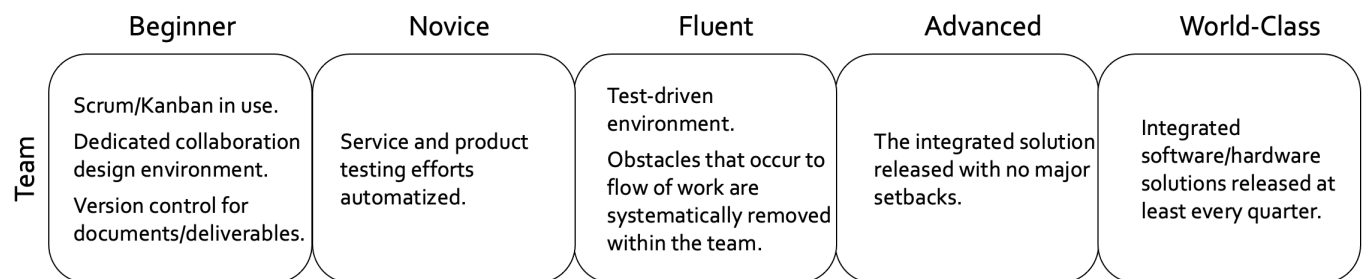 Beginner
Novice
Fluent
Advanced
World-Class
Team
Scrum/Kanban in use.
Dedicated collaboration
design environment.
Version control for
documents/deliverables.
Service and product
testing efforts
automatized.
Test-driven
environment.
Obstacles that occur to
flow of work are
systematically removed
within the team.
The integrated solution
released with no major
setbacks.
Integrated
software/hardware
solutions released at
least every quarter.